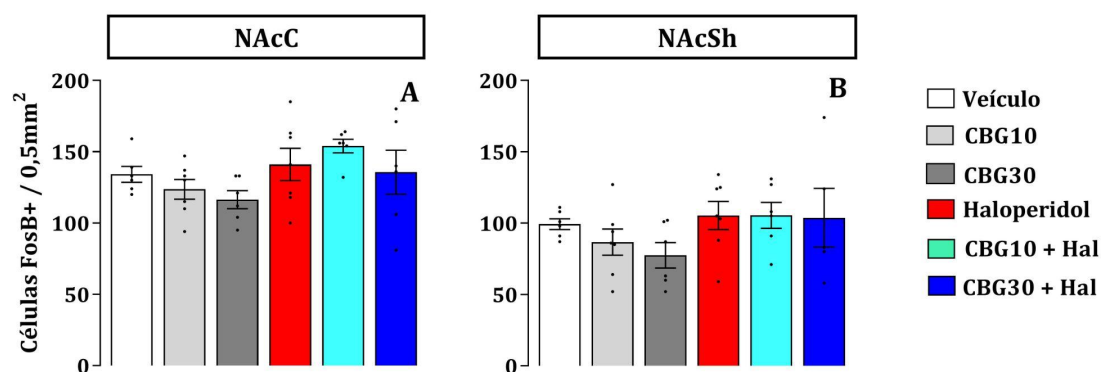 NAcC
NAcSh
A
B
Células FosB+ / 0,5mm²
200
150
100
50
0
200
150
100
50
0
Veículo
CBG10
CBG30
Haloperidol
CBG10 + Hal
CBG30 + Hal